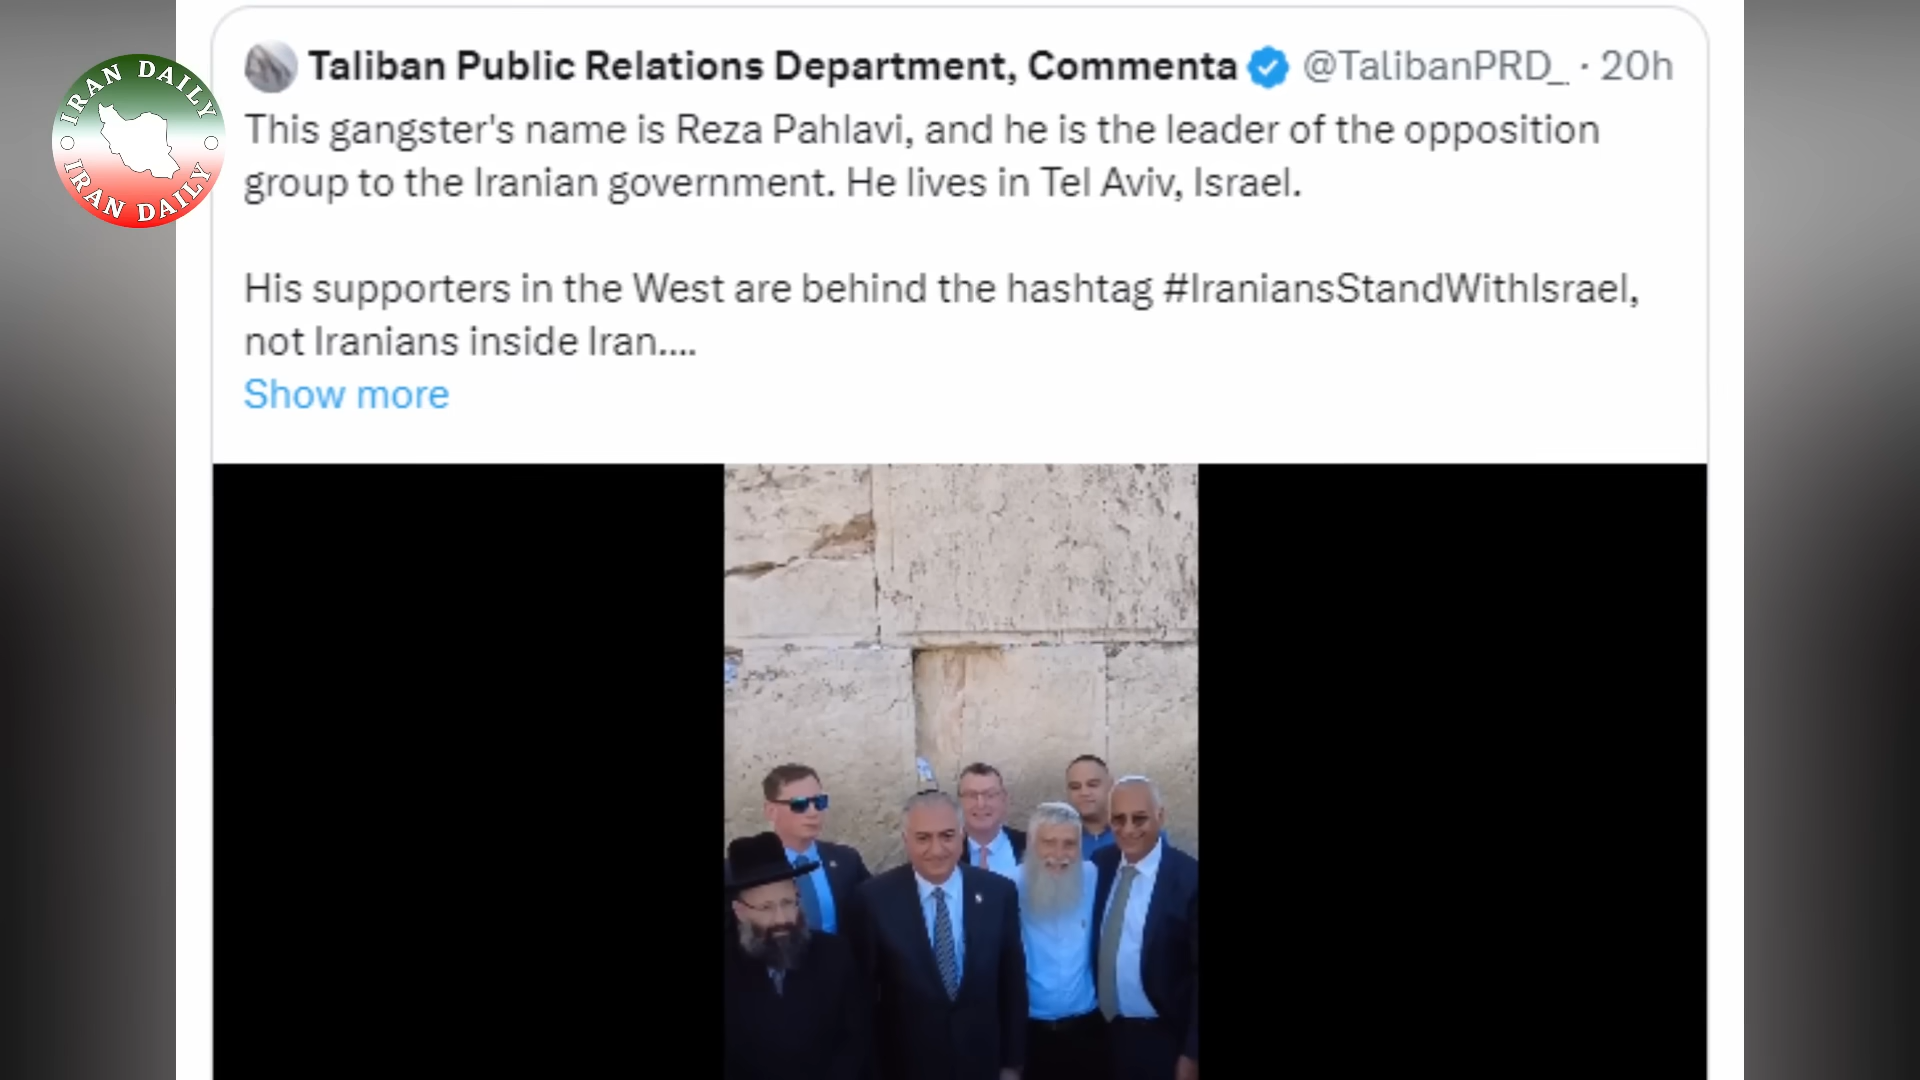 IRAN DAILY
IRAN DAILY
Taliban Public Relations Department, Commenta @TalibanPRD_ · 20h
This gangster's name is Reza Pahlavi, and he is the leader of the opposition
group to the Iranian government. He lives in Tel Aviv, Israel.
His supporters in the West are behind the hashtag #IraniansStandWithIsrael,
not Iranians inside Iran....
Show more